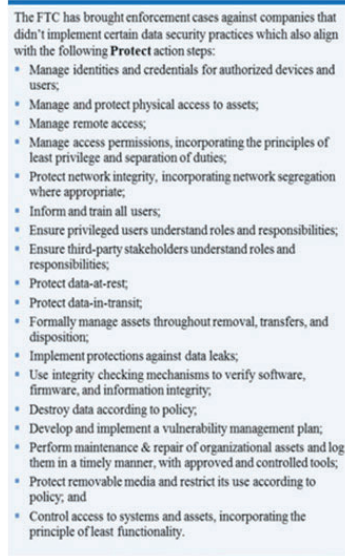 The FTC has brought enforcement cases against companies that
didn't implement certain data security practices which also align
with the following Protect action steps:
• Manage identities and credentials for authorized devices and
users;
• Manage and protect physical access to assets;
• Manage remote access;
• Manage access permissions, incorporating the principles of
least privilege and separation of duties;
• Protect network integrity, incorporating network segregation
where appropriate;
• Inform and train all users;
• Ensure privileged users understand roles and responsibilities;
• Ensure third-party stakeholders understand roles and
responsibilities;
• Protect data-at-rest;
• Protect data-in-transit;
• Formally manage assets throughout removal, transfers, and
disposition;
• Implement protections against data leaks;
• Use integrity checking mechanisms to verify software,
firmware, and information integrity;
• Destroy data according to policy;
• Develop and implement a vulnerability management plan;
• Perform maintenance & repair of organizational assets and log
them in a timely manner, with approved and controlled tools;
• Protect removable media and restrict its use according to
policy; and
• Control access to systems and assets, incorporating the
principle of least functionality.